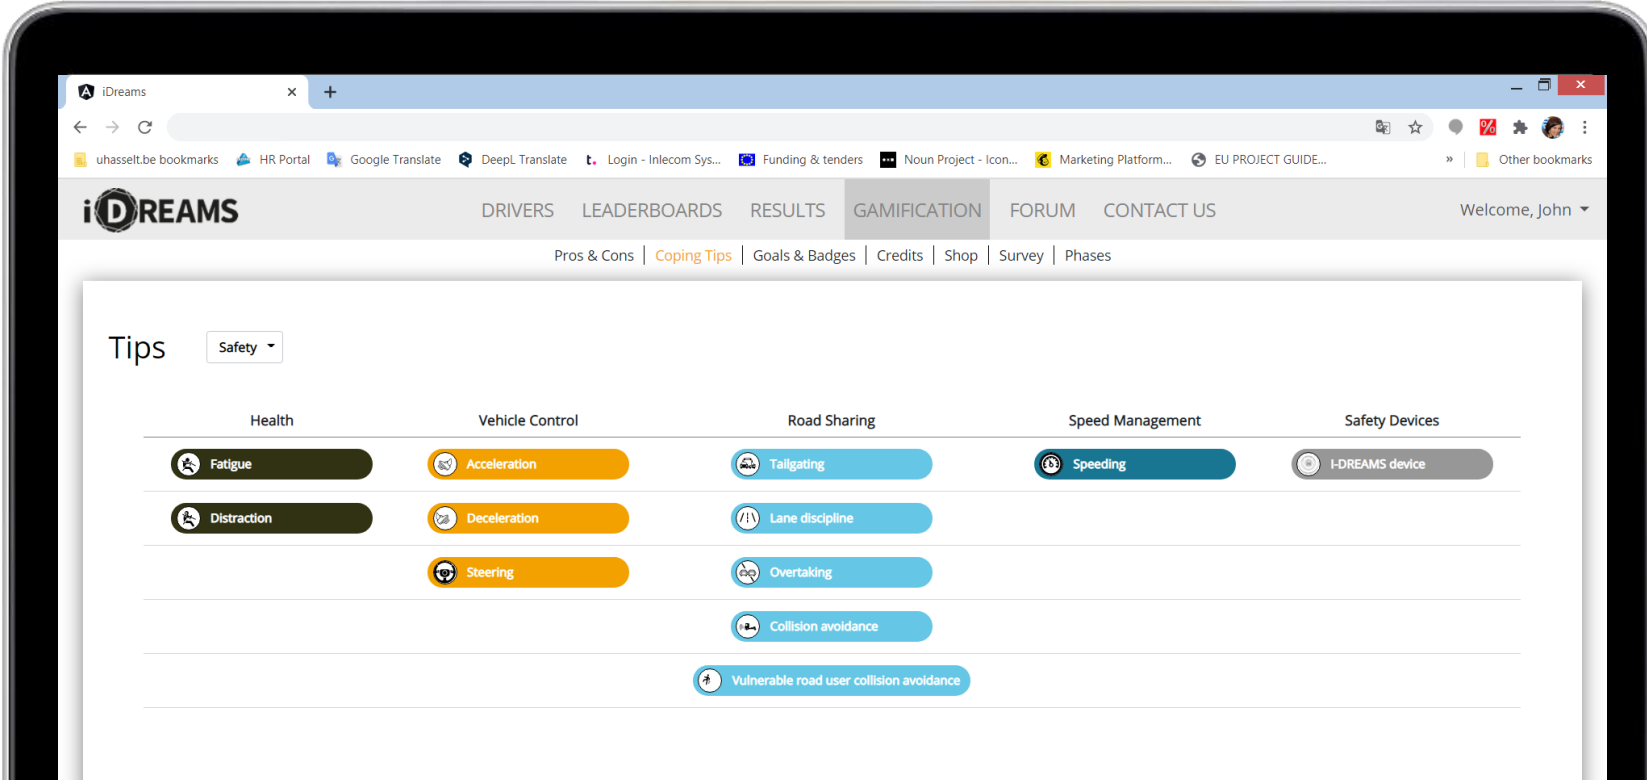 iDreams
uhasselt.be bookmarks HR Portal Google Translate DeepL Translate t. Login - Inlecom Sys... Funding & tenders Noun Project - Icon... Marketing Platform... EU PROJECT GUIDE... » Other bookmarks
iDREAMS DRIVERS LEADERBOARDS RESULTS GAMIFICATION FORUM CONTACT US Welcome, John
Pros & Cons | Coping Tips | Goals & Badges | Credits | Shop | Survey | Phases
Tips Safety
Health Vehicle Control Road Sharing Speed Management Safety Devices
Fatigue Acceleration Tailgating Speeding I-DREAMS device
Distraction Deceleration Lane discipline
Steering Overtaking
Collision avoidance
Vulnerable road user collision avoidance